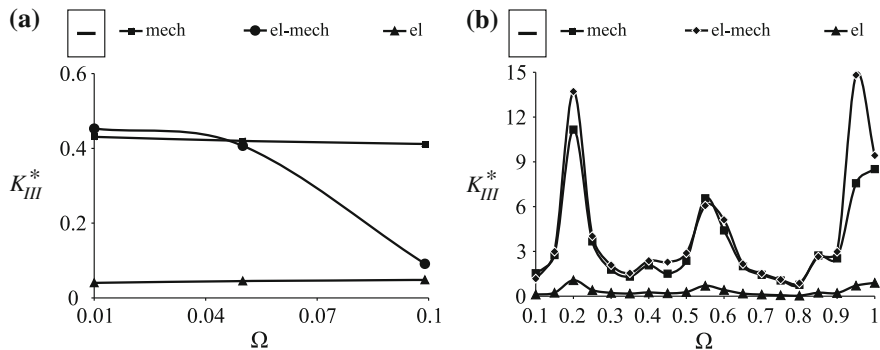 (a)
mech el-mech el
0.6
0.4
K*III
0.2
0
0.01 0.04 0.07 0.1
Ω
(b)
mech el-mech el
15
12
9
K*III
6
3
0
0.1 0.2 0.3 0.4 0.5 0.6 0.7 0.8 0.9 1
Ω